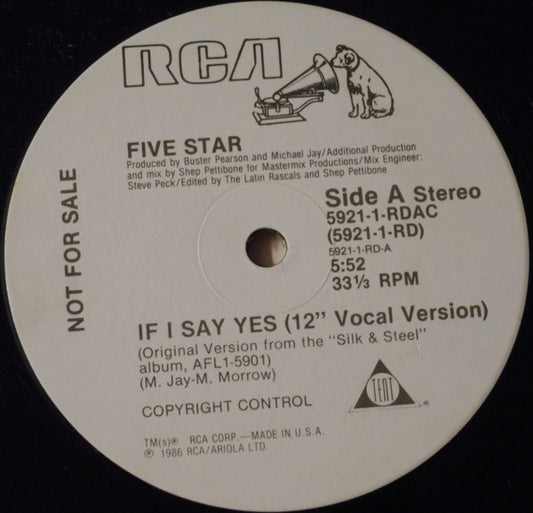 RCA
FIVE STAR
Produced by Buster Pearson and Michael Jay/Additional Production
and mix by Shep Pettibone for Mastermix Productions/Mix Engineer:
Steve Peck/Edited by The Latin Rascals and Shep Pettibone
NOT FOR SALE
Side A Stereo
5921-1-RDAC
(5921-1-RD)
5921-1-RD-A
5:52
33⅓ RPM
IF I SAY YES (12" Vocal Version)
(Original Version from the "Silk & Steel"
album, AFL1-5901)
(M. Jay-M. Morrow)
TENT
COPYRIGHT CONTROL
TM(s)® RCA CORP.—MADE IN U.S.A.
℗ 1986 RCA/ARIOLA LTD.